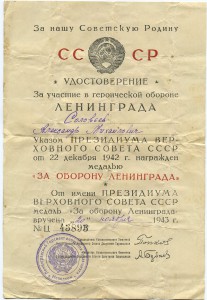 За нашу Советскую Родину
СССР
УДОСТОВЕРЕНИЕ
За участие в героической обороне
ЛЕНИНГРАДА
Соловьев
Указом ПРЕЗИДИУМА ВЕР-
ХОВНОГО СОВЕТА СССР
от 22 декабря 1942 г. награжден
медалью
„ЗА ОБОРОНУ ЛЕНИНГРАДА“
От имени ПРЕЗИДИУМА
ВЕРХОВНОГО СОВЕТА СССР
медаль «За оборону Ленинграда»
вручена 1943 г.
№ Ц